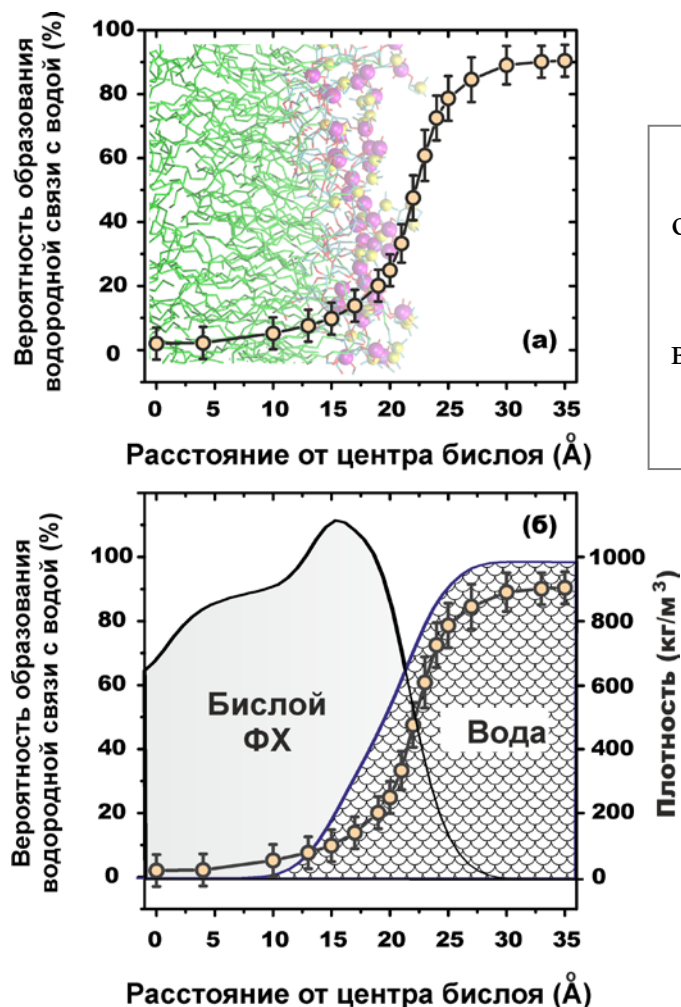 Вероятность образования
водородной связи с водой (%)
100
80
60
40
20
0
(а)
0 5 10 15 20 25 30 35
Расстояние от центра бислоя (Å)
Вероятность образования
водородной связи с водой (%)
100
80
60
40
20
0
(б)
Бислой
ФХ
Вода
1000
800
600
400
200
0
Плотность (кг/м³)
0 5 10 15 20 25 30 35
Расстояние от центра бислоя (Å)